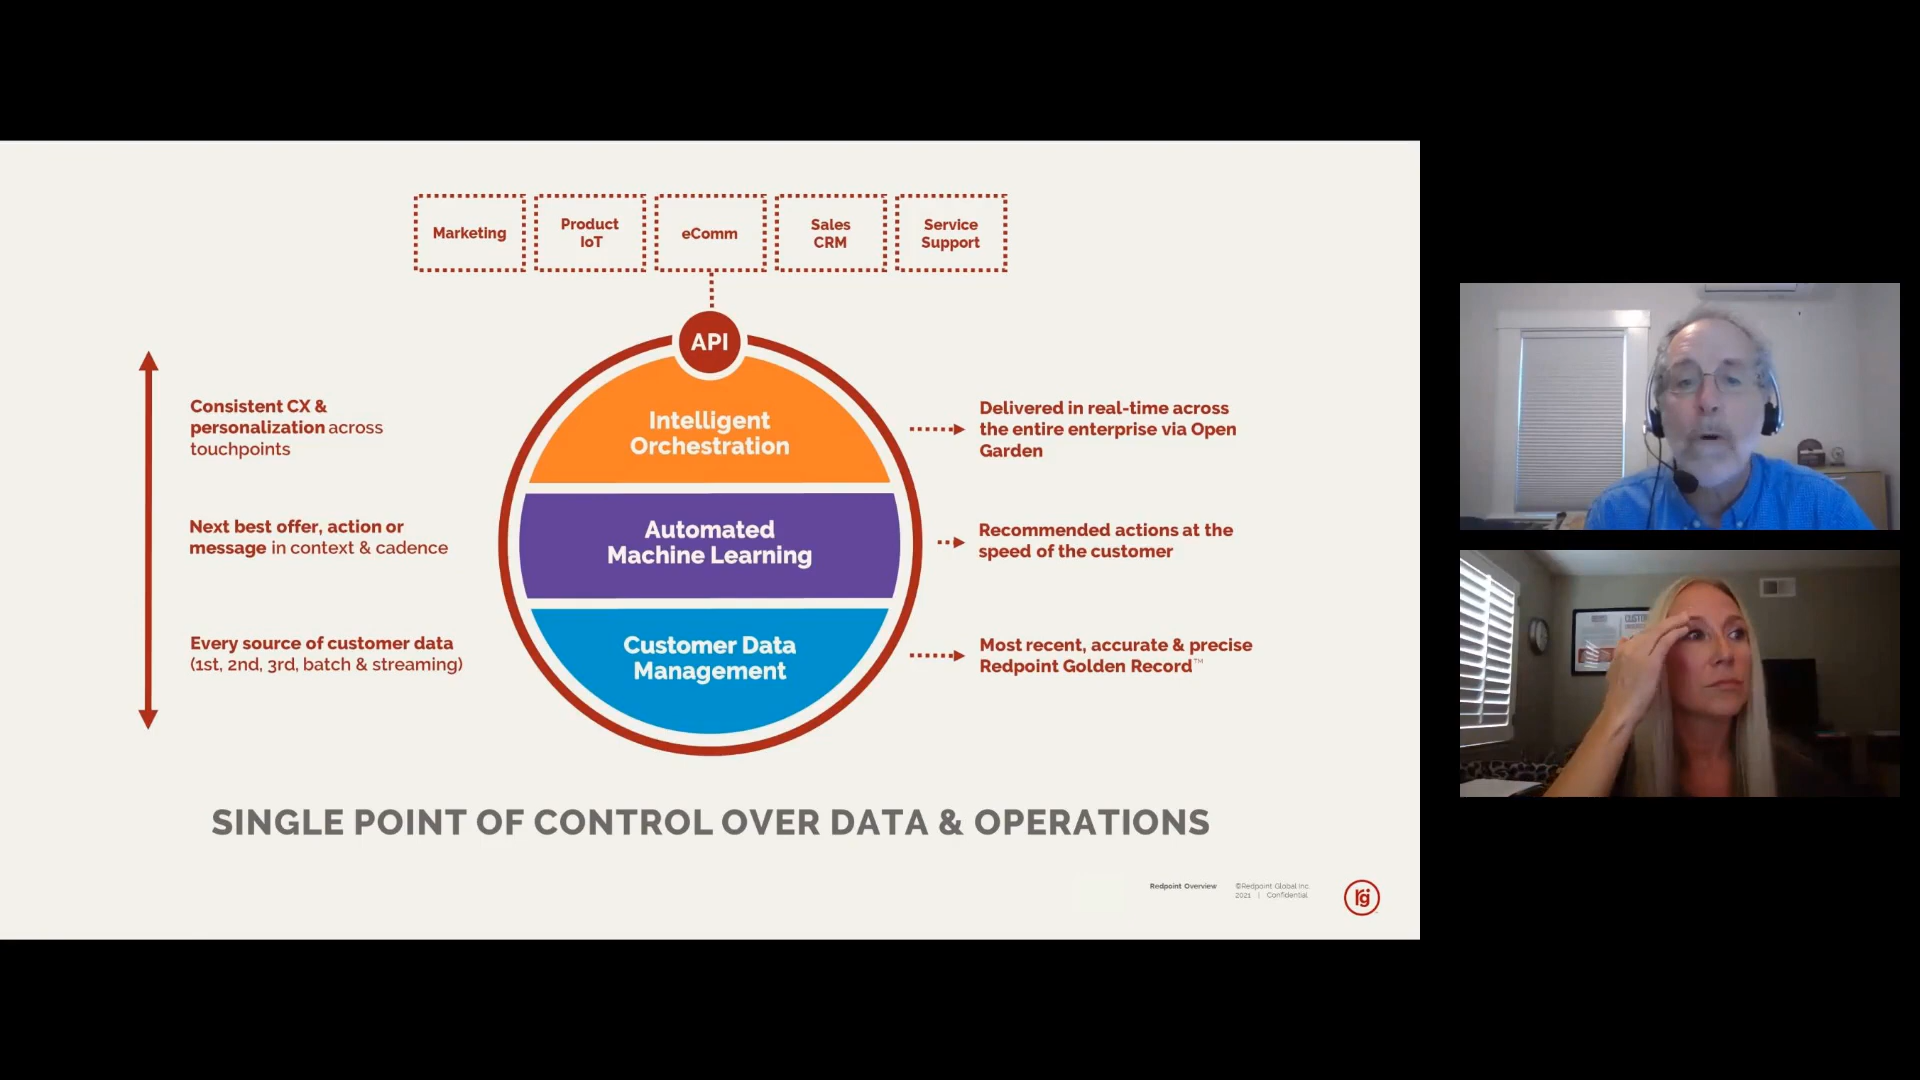 Marketing
Product
IoT
eComm
Sales
CRM
Service
Support
API
Consistent CX &
personalization across
touchpoints
Intelligent
Orchestration
Delivered in real-time across
the entire enterprise via Open
Garden
Next best offer, action or
message in context & cadence
Automated
Machine Learning
Recommended actions at the
speed of the customer
Every source of customer data
(1st, 2nd, 3rd, batch & streaming)
Customer Data
Management
Most recent, accurate & precise
Redpoint Golden Record™
SINGLE POINT OF CONTROL OVER DATA & OPERATIONS
Redpoint Overview
©Redpoint Global Inc
2021 | Confidential
rg